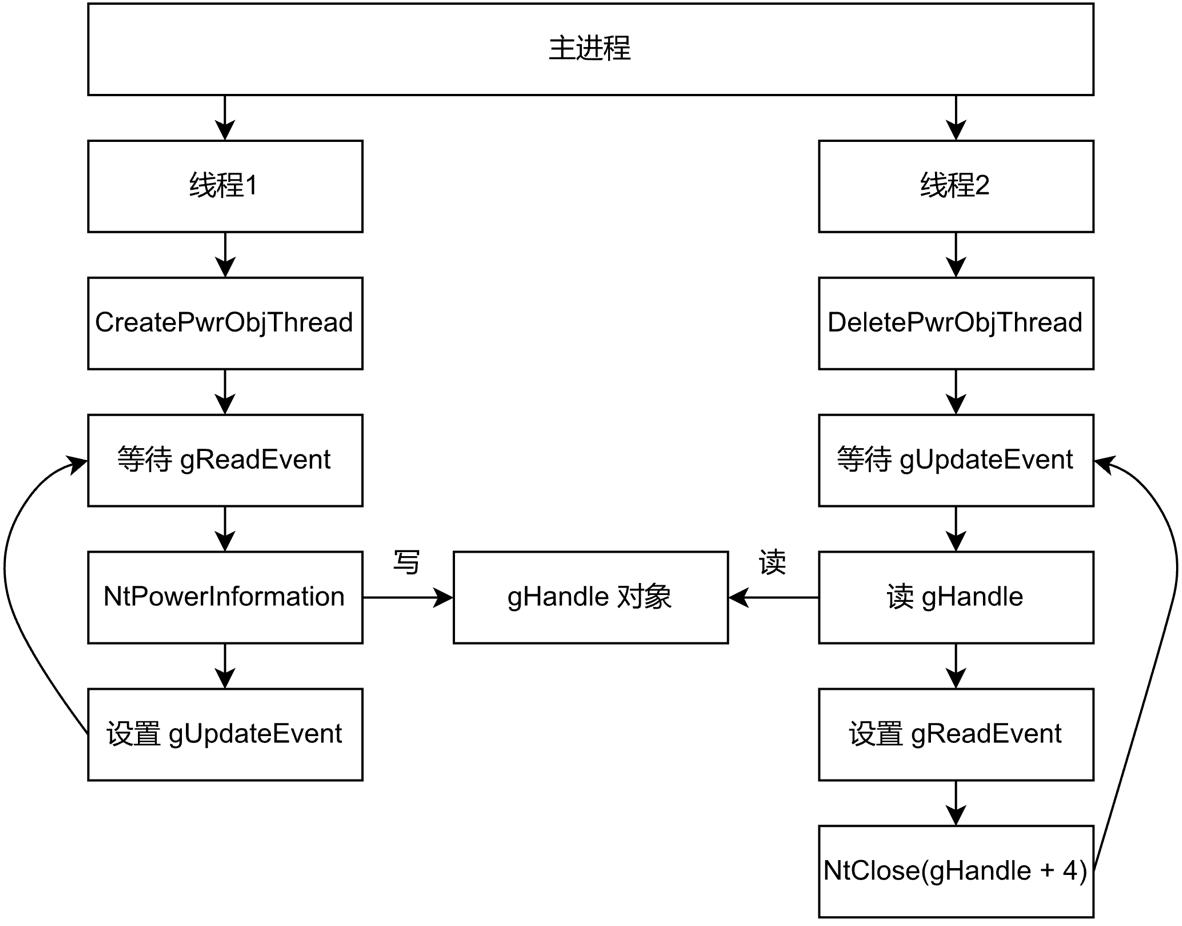 主进程
线程1
线程2
CreatePwrObjThread
DeletePwrObjThread
等待 gReadEvent
等待 gUpdateEvent
NtPowerInformation
写
gHandle 对象
读
读 gHandle
设置 gUpdateEvent
设置 gReadEvent
NtClose(gHandle + 4)